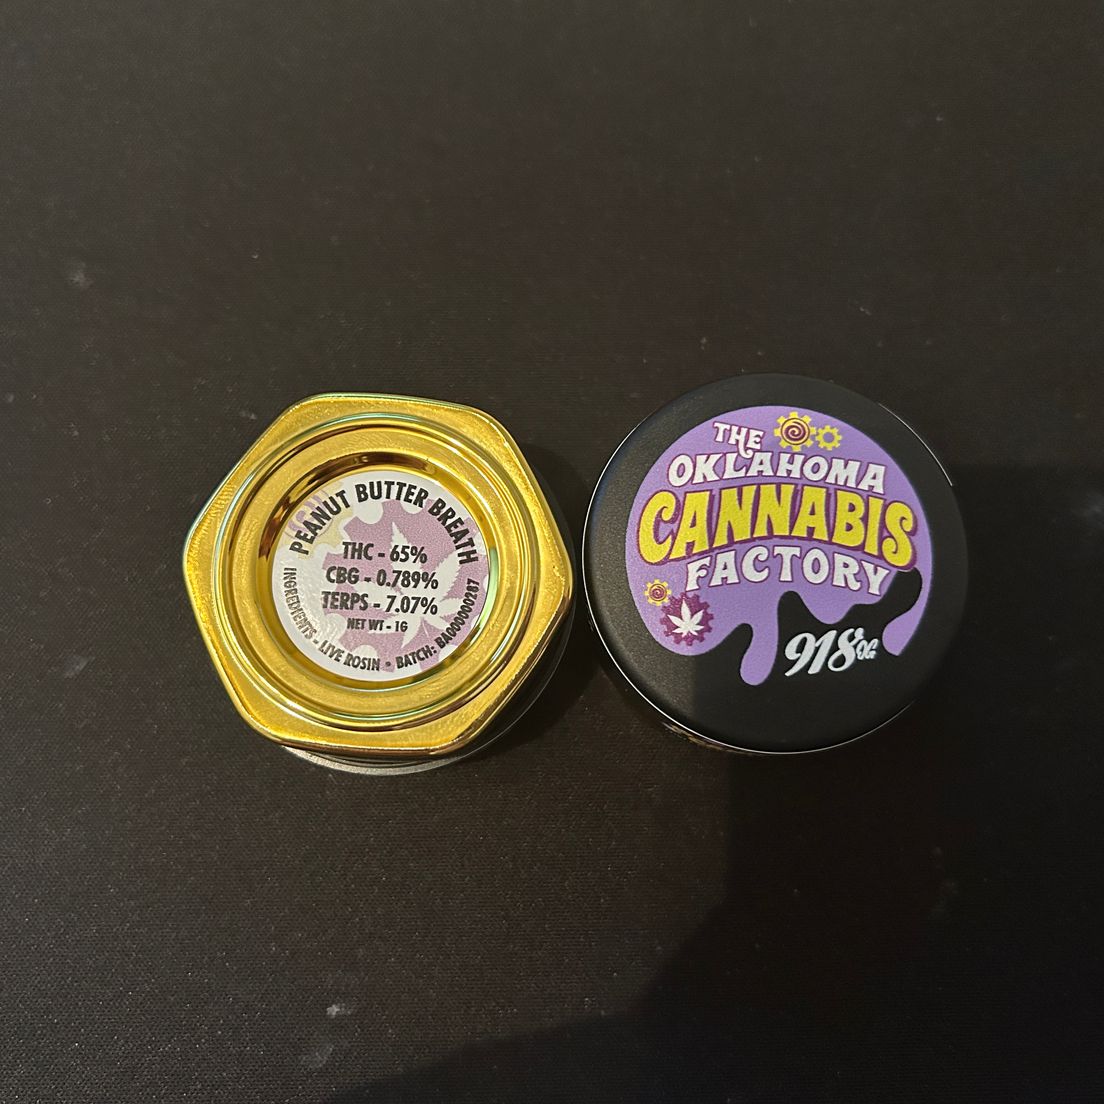 PEANUT BUTTER BREATH
THC - 65%
CBG - 0.789%
TERPS - 7.07%
NET WT - 1G
INGREDIENTS - LIVE ROSIN • BATCH: BA000000287
THE
OKLAHOMA
CANNABIS
FACTORY
918 OG